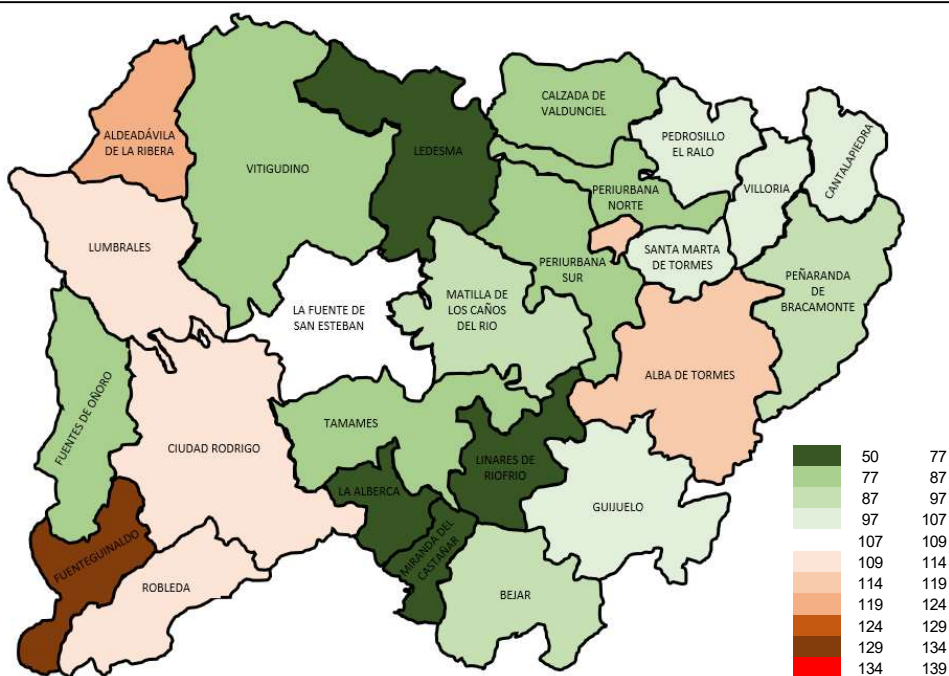 CALZADA DE
VALDUNCIEL
ALDEADÁVILA
DE LA RIBERA
LEDESMA
PEDROSILLO
EL RALO
CANTALAPIEDRA
VITIGUDINO
PERIURBANA
NORTE
VILLORIA
LUMBRALES
SANTA MARTA
DE TORMES
PERIURBANA
SUR
PEÑARANDA
DE
BRACAMONTE
LA FUENTE DE
SAN ESTEBAN
MATILLA DE
LOS CAÑOS
DEL RIO
ALBA DE TORMES
FUENTES DE OÑORO
TAMAMES
CIUDAD RODRIGO
LINARES DE
RIOFRIO
LA ALBERCA
GUIJUELO
FUENTEGUINALDO
MIRANDA DEL
CASTAÑAR
ROBLEDA
BEJAR
50 77
77 87
87 97
97 107
107 109
109 114
114 119
119 124
124 129
129 134
134 139